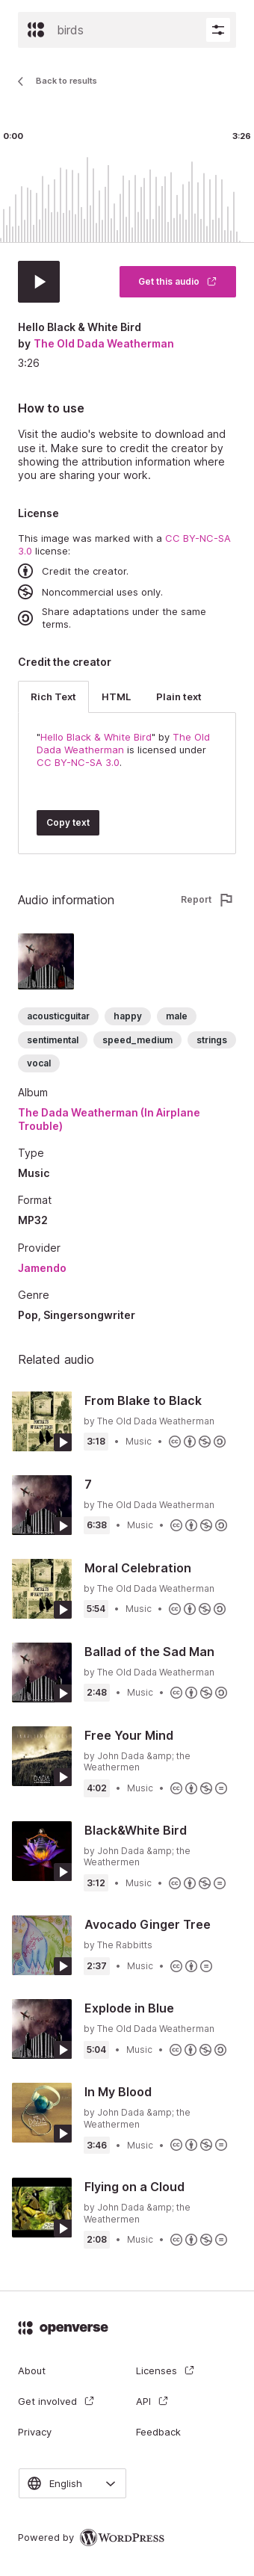 birds
Back to results
0:00 3:26
Get this audio
Hello Black & White Bird
by The Old Dada Weatherman
3:26
How to use
Visit the audio's website to download and
use it. Make sure to credit the creator by
showing the attribution information where
you are sharing your work.
License
This image was marked with a CC BY-NC-SA
3.0 license:
Credit the creator.
Noncommercial uses only.
Share adaptations under the same
terms.
Credit the creator
Rich Text HTML Plain text
"Hello Black & White Bird" by The Old
Dada Weatherman is licensed under
CC BY-NC-SA 3.0.
Copy text
Audio information Report
acousticguitar happy male
sentimental speed_medium strings
vocal
Album
The Dada Weatherman (In Airplane
Trouble)
Type
Music
Format
MP32
Provider
Jamendo
Genre
Pop, Singersongwriter
Related audio
From Blake to Black
by The Old Dada Weatherman
3:18 • Music •
7
by The Old Dada Weatherman
6:38 • Music •
Moral Celebration
by The Old Dada Weatherman
5:54 • Music •
Ballad of the Sad Man
by The Old Dada Weatherman
2:48 • Music •
Free Your Mind
by John Dada &amp; the
Weathermen
4:02 • Music •
Black&White Bird
by John Dada &amp; the
Weathermen
3:12 • Music •
Avocado Ginger Tree
by The Rabbitts
2:37 • Music •
Explode in Blue
by The Old Dada Weatherman
5:04 • Music •
In My Blood
by John Dada &amp; the
Weathermen
3:46 • Music •
Flying on a Cloud
by John Dada &amp; the
Weathermen
2:08 • Music •
openverse
About Licenses
Get involved API
Privacy Feedback
English
Powered by WORDPRESS